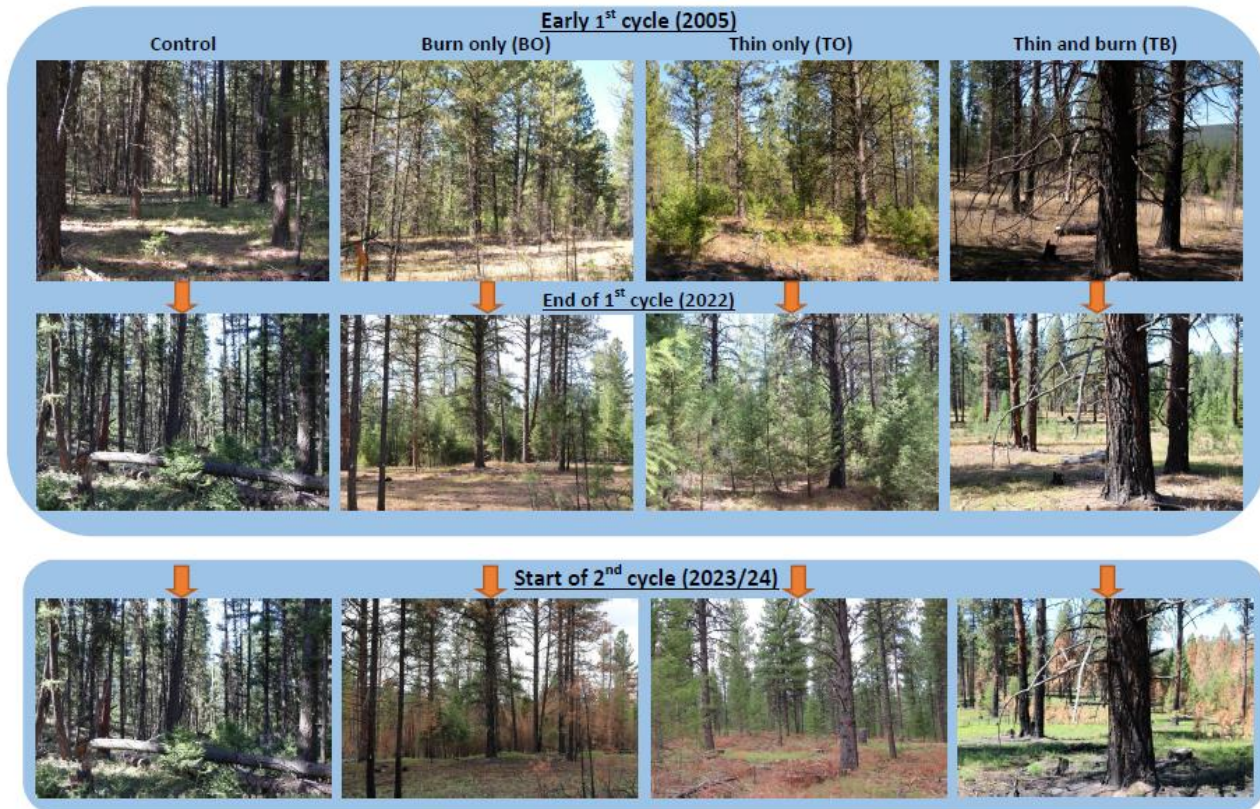 Early 1st cycle (2005)
Control
Burn only (BO)
Thin only (TO)
Thin and burn (TB)
End of 1st cycle (2022)
Start of 2nd cycle (2023/24)